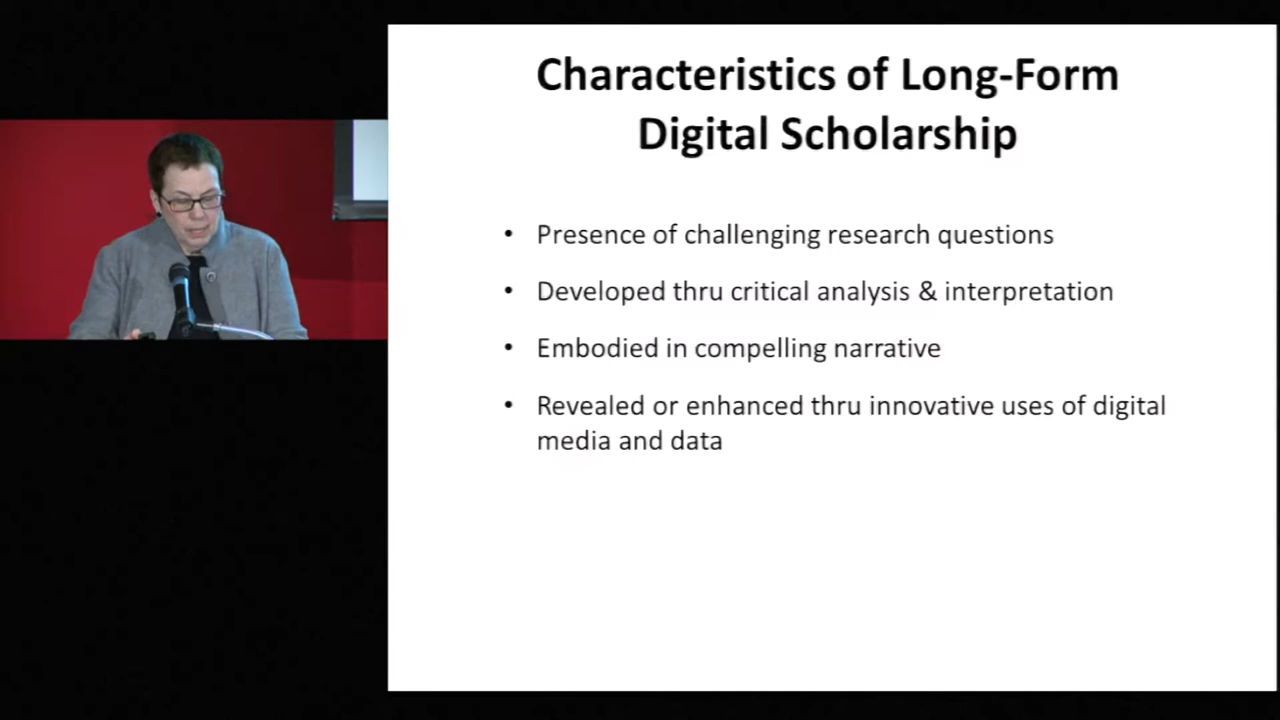 Characteristics of Long-Form
Digital Scholarship
• Presence of challenging research questions
• Developed thru critical analysis & interpretation
• Embodied in compelling narrative
• Revealed or enhanced thru innovative uses of digital
media and data